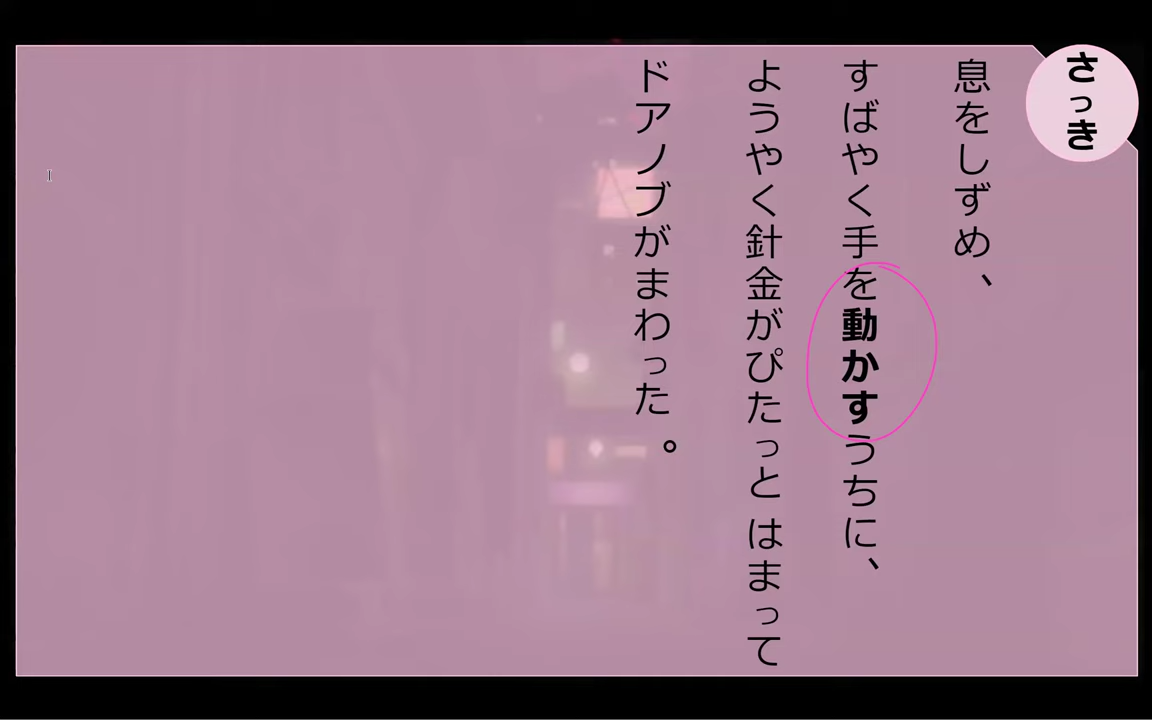 さっき
息をしずめ、
すばやく手を動かすうちに、
ようやく針金がぴたっと はまって
ドアノブがまわった。